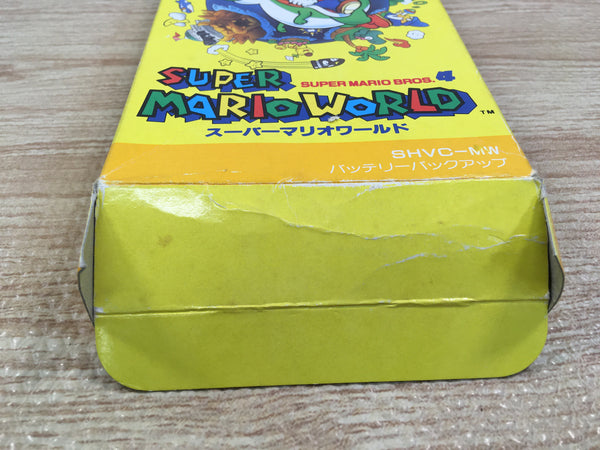 SUPER SUPER MARIO BROS. 4
MARIO WORLD ™
スーパーマリオワールド
SHVC-MW
バッテリーバックアップ